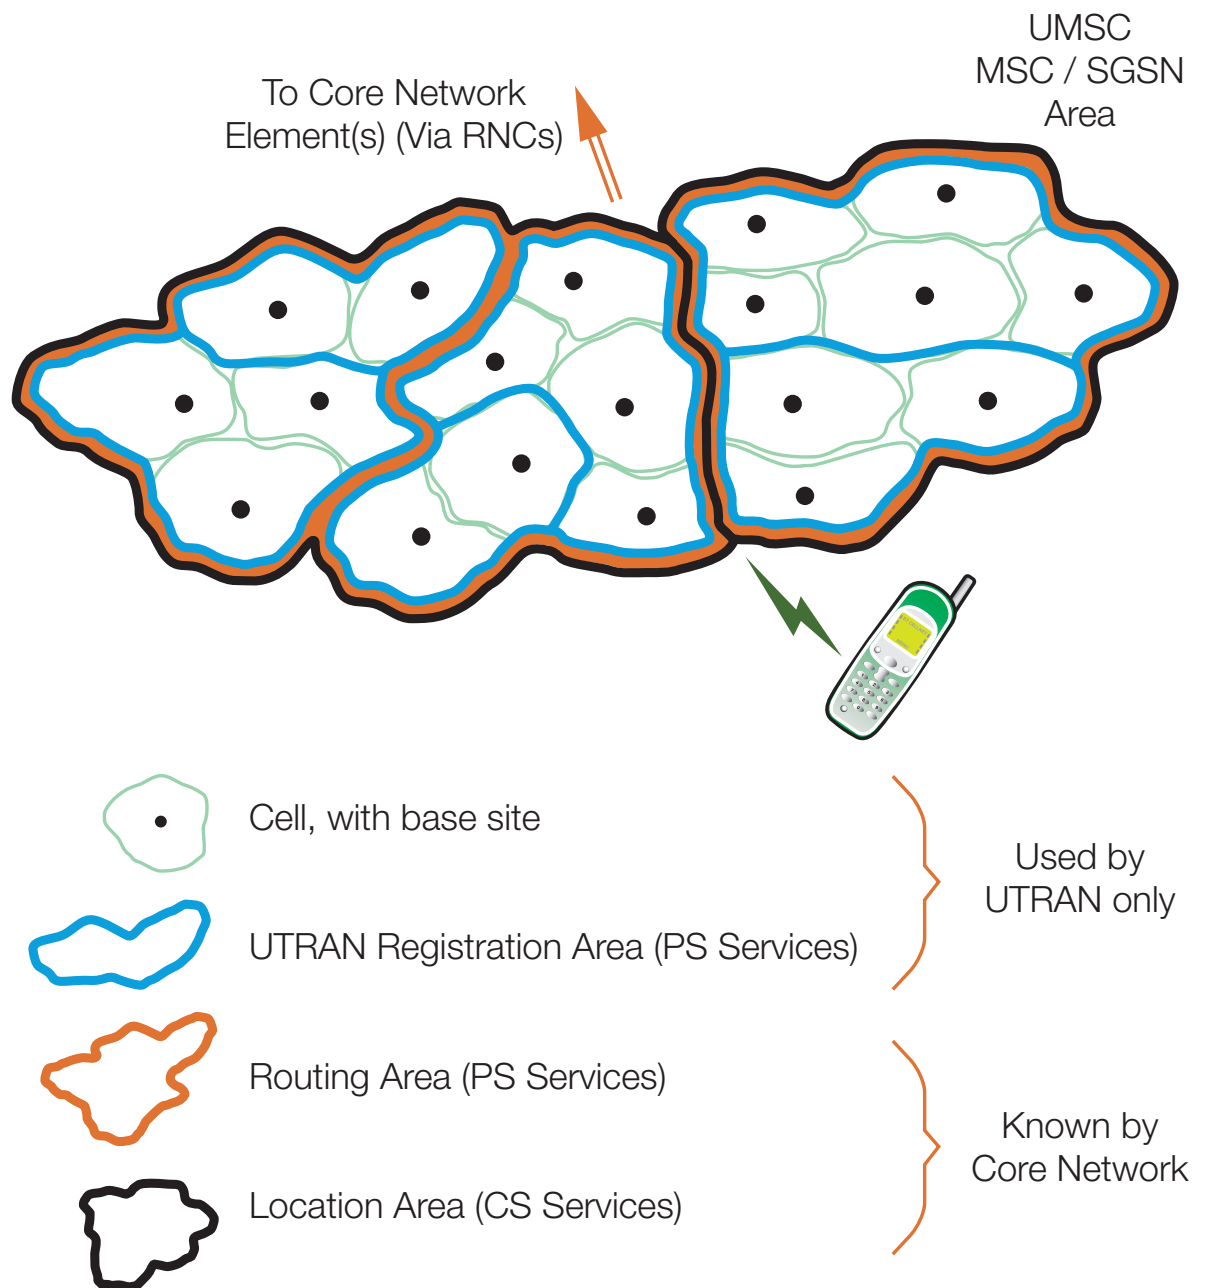 UMSC
MSC / SGSN
Area
To Core Network
Element(s) (Via RNCs)
Cell, with base site
Used by
UTRAN only
UTRAN Registration Area (PS Services)
Routing Area (PS Services)
Known by
Core Network
Location Area (CS Services)